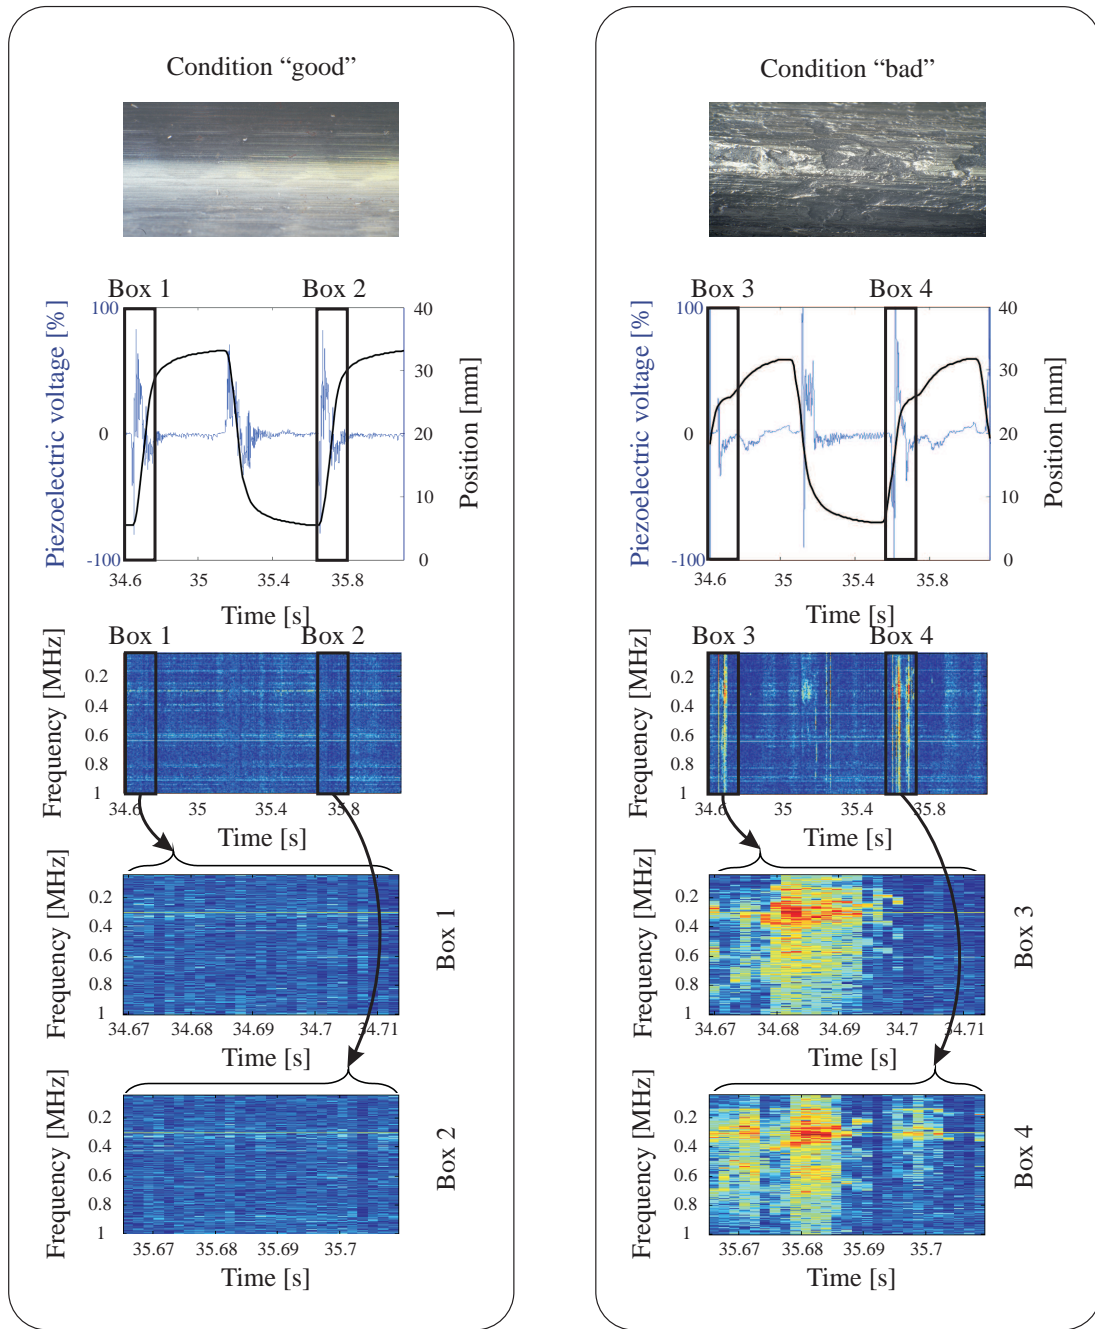 Condition “good”
Box 1
Box 2
Piezoelectric voltage [%]
100
0
-100
40
30
20
10
0
Position [mm]
34.6
35
35.4
35.8
Time [s]
Box 1
Box 2
Frequency [MHz]
0.2
0.4
0.6
0.8
1
34.6
35
35.4
35.8
Time [s]
Frequency [MHz]
0.2
0.4
0.6
0.8
1
Box 1
34.67
34.68
34.69
34.7
34.71
Time [s]
Frequency [MHz]
0.2
0.4
0.6
0.8
1
Box 2
35.67
35.68
35.69
35.7
Time [s]
Condition “bad”
Box 3
Box 4
Piezoelectric voltage [%]
100
0
-100
40
30
20
10
0
Position [mm]
34.6
35
35.4
35.8
Time [s]
Box 3
Box 4
Frequency [MHz]
0.2
0.4
0.6
0.8
1
34.6
35
35.4
35.8
Time [s]
Frequency [MHz]
0.2
0.4
0.6
0.8
1
Box 3
34.67
34.68
34.69
34.7
34.71
Time [s]
Frequency [MHz]
0.2
0.4
0.6
0.8
1
Box 4
35.67
35.68
35.69
35.7
Time [s]